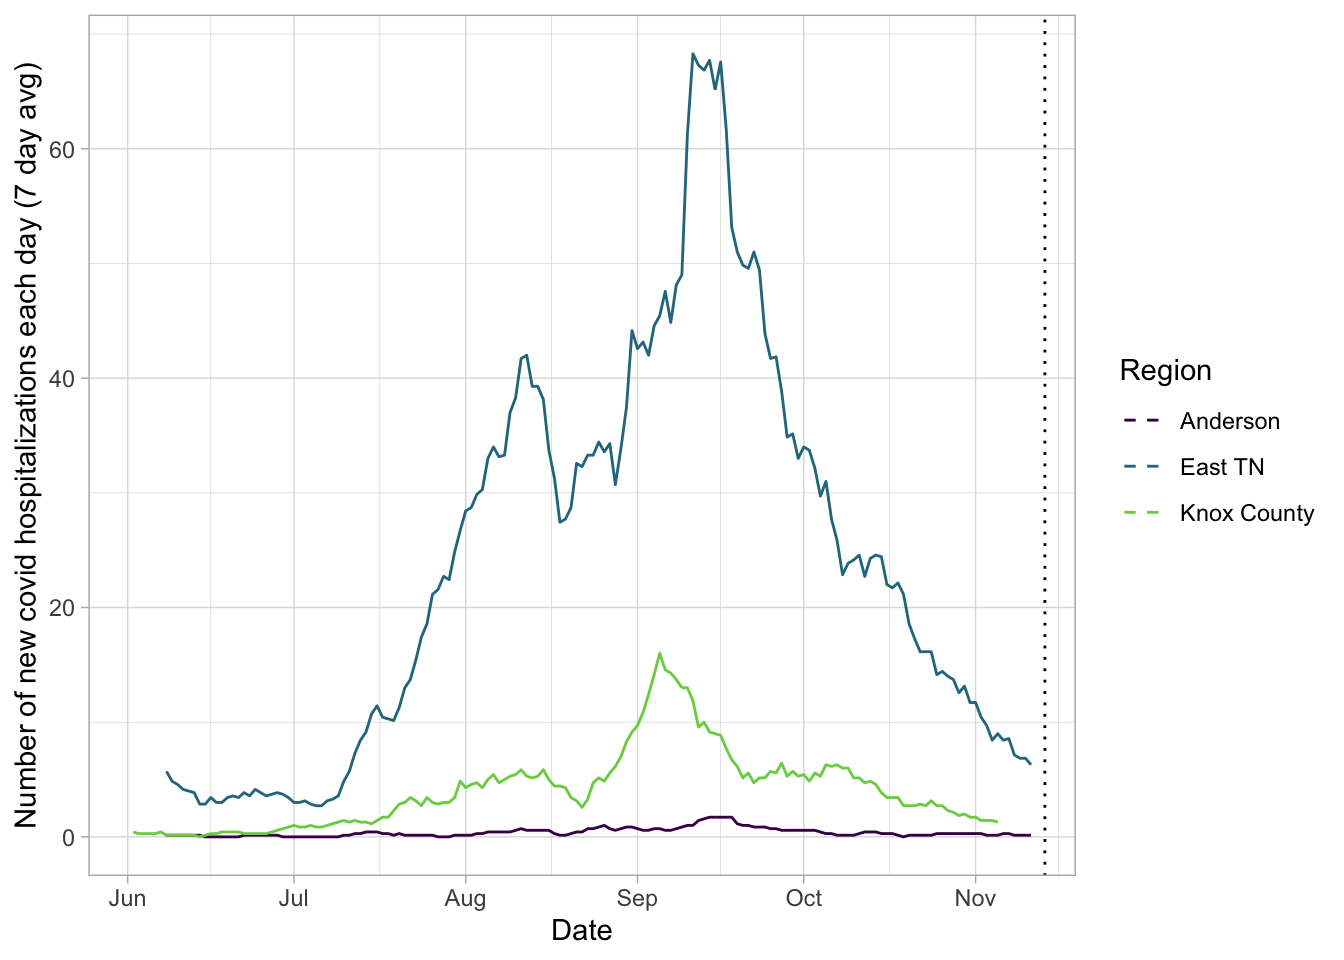 Number of new covid hospitalizations each day (7 day avg)
60
40
20
0
Jun
Jul
Aug
Sep
Oct
Nov
Date
Region
Anderson
East TN
Knox County